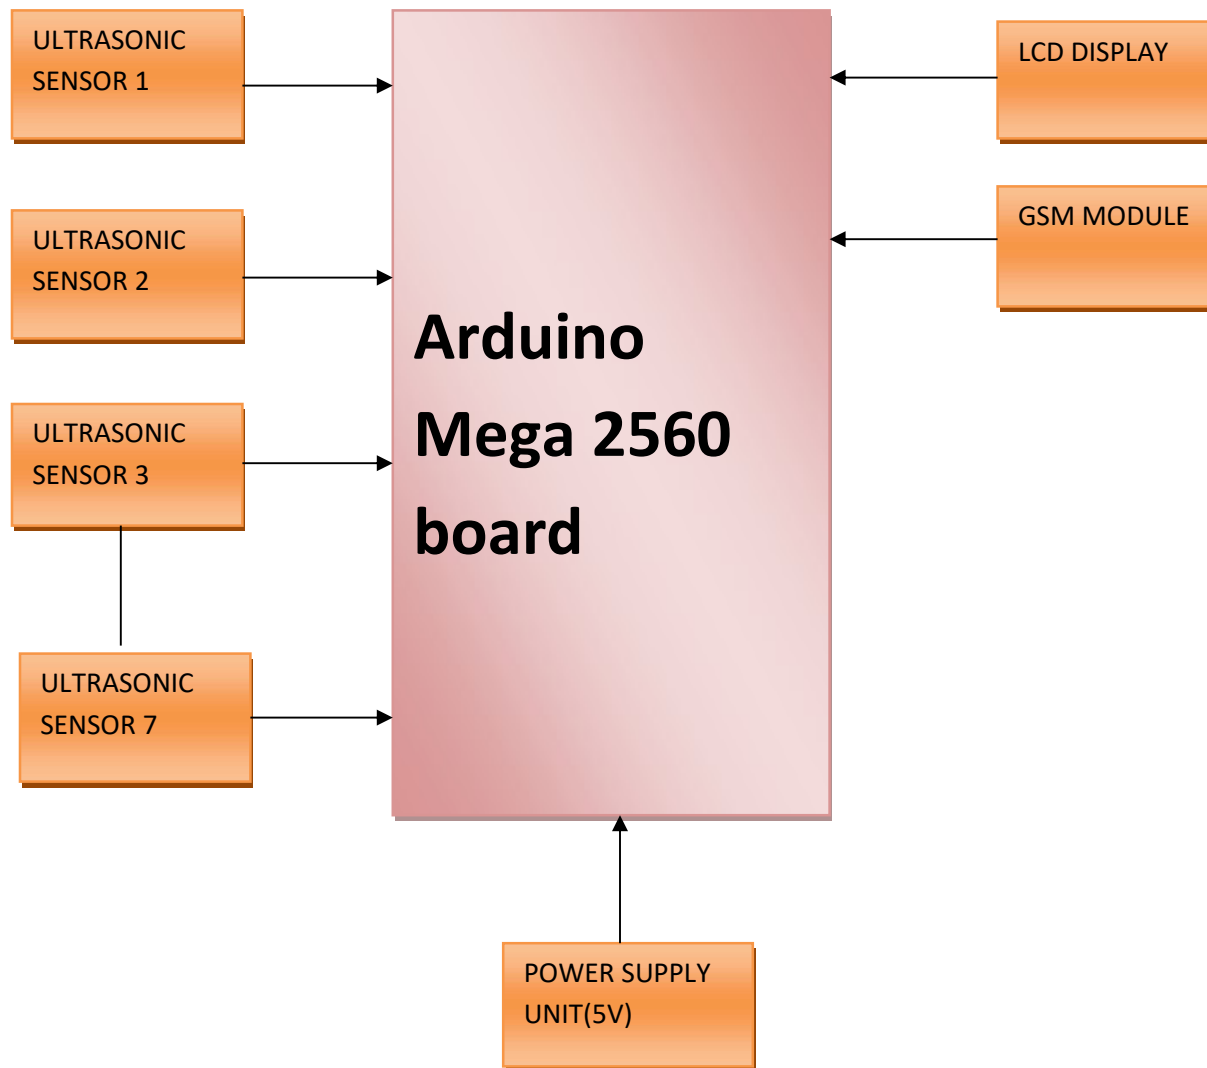 ULTRASONIC
SENSOR 1
ULTRASONIC
SENSOR 2
ULTRASONIC
SENSOR 3
ULTRASONIC
SENSOR 7
Arduino
Mega 2560
board
LCD DISPLAY
GSM MODULE
POWER SUPPLY
UNIT(5V)